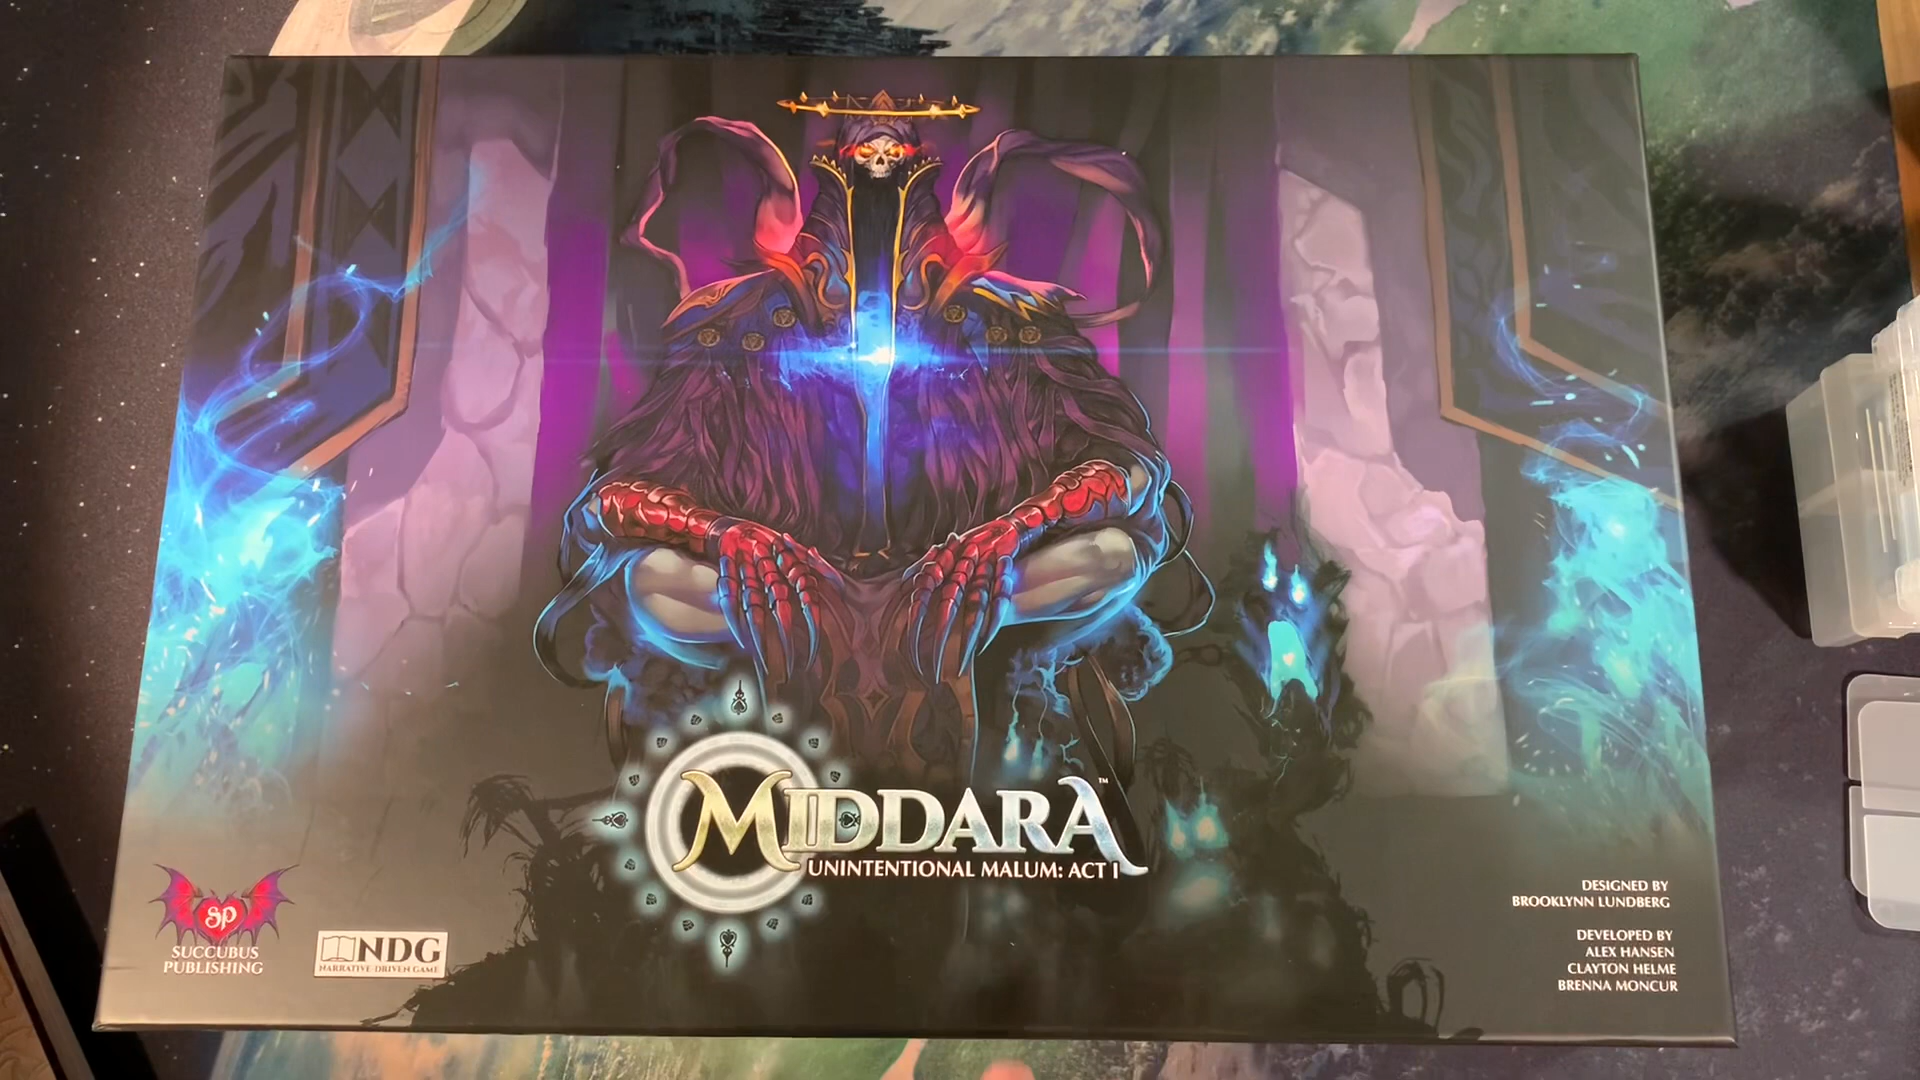 MIDDARA™
UNINTENTIONAL MALUM: ACT I
SP
SUCCUBUS
PUBLISHING
NDG
NARRATIVE DRIVEN GAME
DESIGNED BY
BROOKLYNN LUNDBERG
DEVELOPED BY
ALEX HANSEN
CLAYTON HELME
BRENNA MONCUR